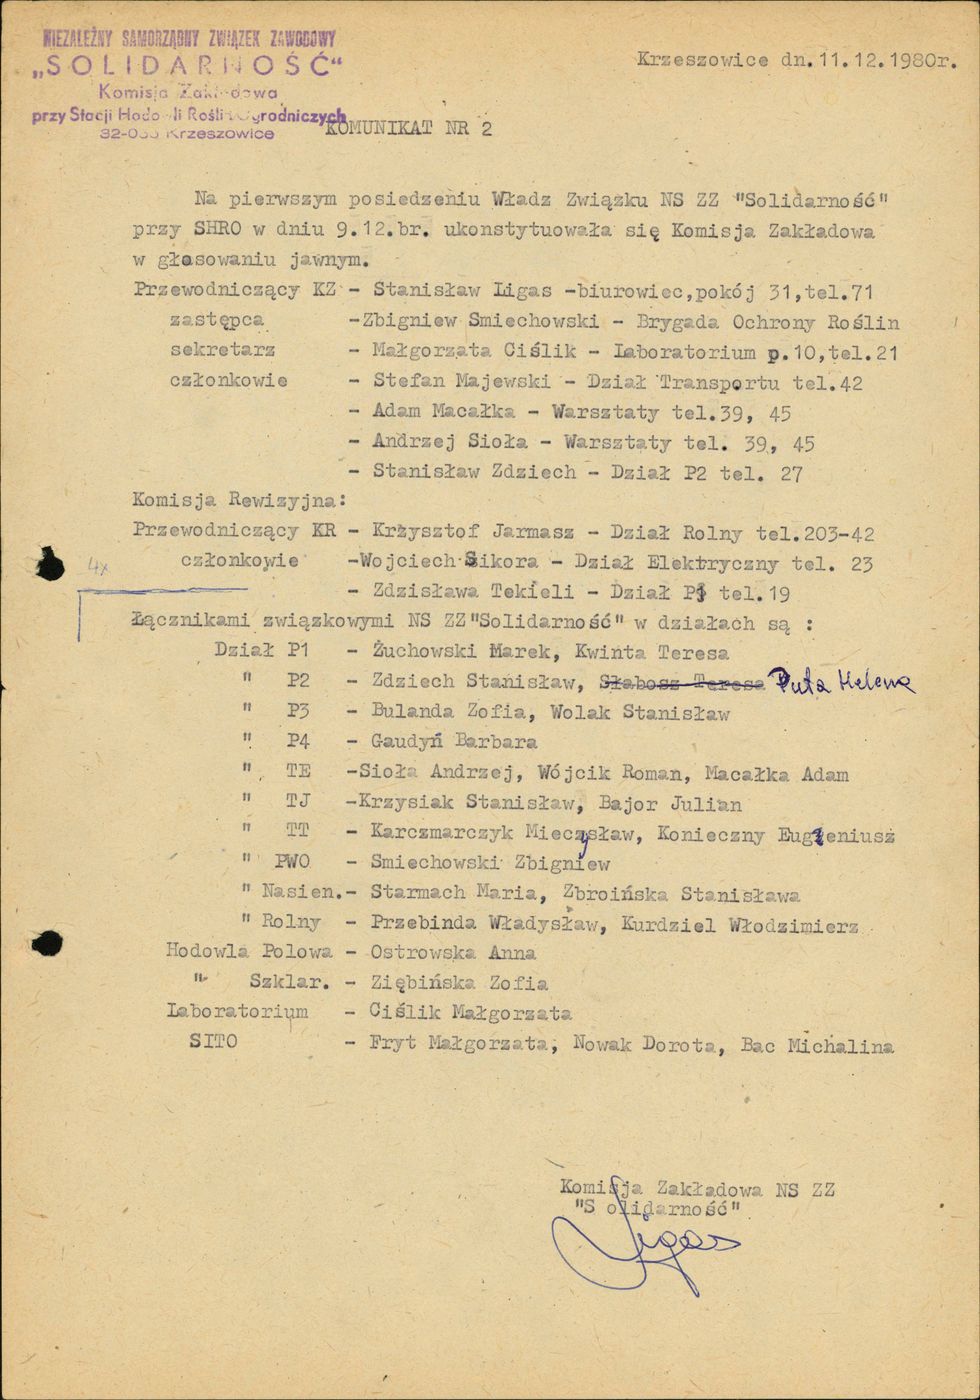 NIEZALEŻNY SAMORZĄDNY ZWIĄZEK ZAWODOWY
„SOLIDARNOŚĆ"
Komisja Zakładowa
przy Stacji Hodowli Roślin Ogrodniczych
32-065 Krzeszowice
Krzeszowice dn.11.12.1980r.
KOMUNIKAT NR 2
Na pierwszym posiedzeniu Władz Związku NS ZZ "Solidarność"
przy SHRO w dniu 9.12.br. ukonstytuowała się Komisja Zakładowa
w głosowaniu jawnym.
Przewodniczący KZ - Stanisław Ligas -biurowiec,pokój 31,tel.71
zastępca -Zbigniew Smiechowski - Brygada Ochrony Roślin
sekretarz - Małgorzata Ciślik - Laboratorium p.10,tel.21
członkowie - Stefan Majewski - Dział Transportu tel.42
- Adam Macałka - Warsztaty tel.39, 45
- Andrzej Sioła - Warsztaty tel. 39, 45
- Stanisław Zdziech - Dział P2 tel. 27
Komisja Rewizyjna:
Przewodniczący KR - Krzysztof Jarmasz - Dział Rolny tel.203-42
członkowie -Wojciech Sikora - Dział Elektryczny tel. 23
4x
- Zdzisława Tekieli - Dział P3 tel.19
Łącznikami związkowymi NS ZZ"Solidarność" w działach są :
Dział P1 - Żuchowski Marek, Kwinta Teresa
" P2 - Zdziech Stanisław, Słabosz Teresa Puta Helena
" P3 - Bulanda Zofia, Wolak Stanisław
" P4 - Gaudyń Barbara
" TE -Sioła Andrzej, Wójcik Roman, Macałka Adam
" TJ -Krzysiak Stanisław, Bajor Julian
" TT - Karczmarczyk Mieczysław, Konieczny Eugeniusz
" PWO - Smiechowski Zbigniew
" Nasien.- Starmach Maria, Zbroińska Stanisława
" Rolny - Przebinda Władysław, Kurdziel Włodzimierz
Hodowla Polowa - Ostrowska Anna
" Szklar. - Ziębińska Zofia
Laboratorium - Ciślik Małgorzata
SITO - Fryt Małgorzata, Nowak Dorota, Bac Michalina
Komisja Zakładowa NS ZZ
"S olidarność"
Ligas